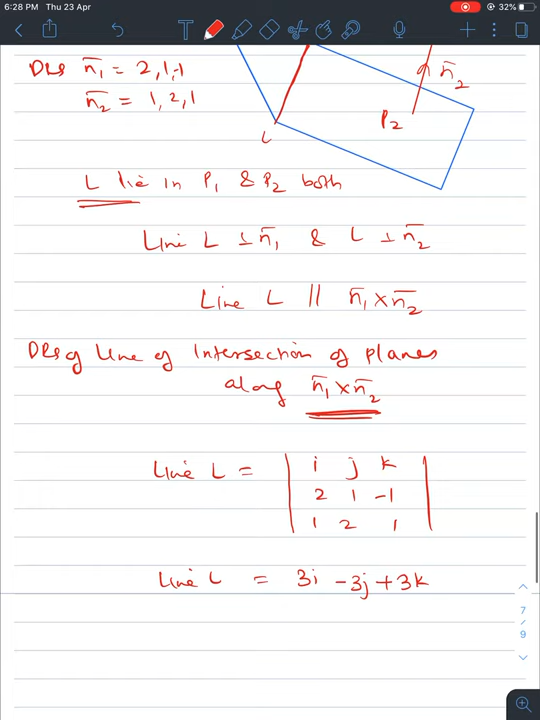 6:28 PM Thu 23 Apr
32%
DRs n̄₁ = 2,1,-1
n̄₂ = 1,2,1
n̄₂
P₂
L
L lie in P₁ & P₂ both
Line L ⊥ n̄₁ & L ⊥ n̄₂
Line L || n̄₁ × n̄₂
DRs of line of Intersection of planes
along n̄₁ × n̄₂
Line L = | i j k |
2 1 -1
1 2 1
Line L = 3i - 3j + 3k
7
/
9